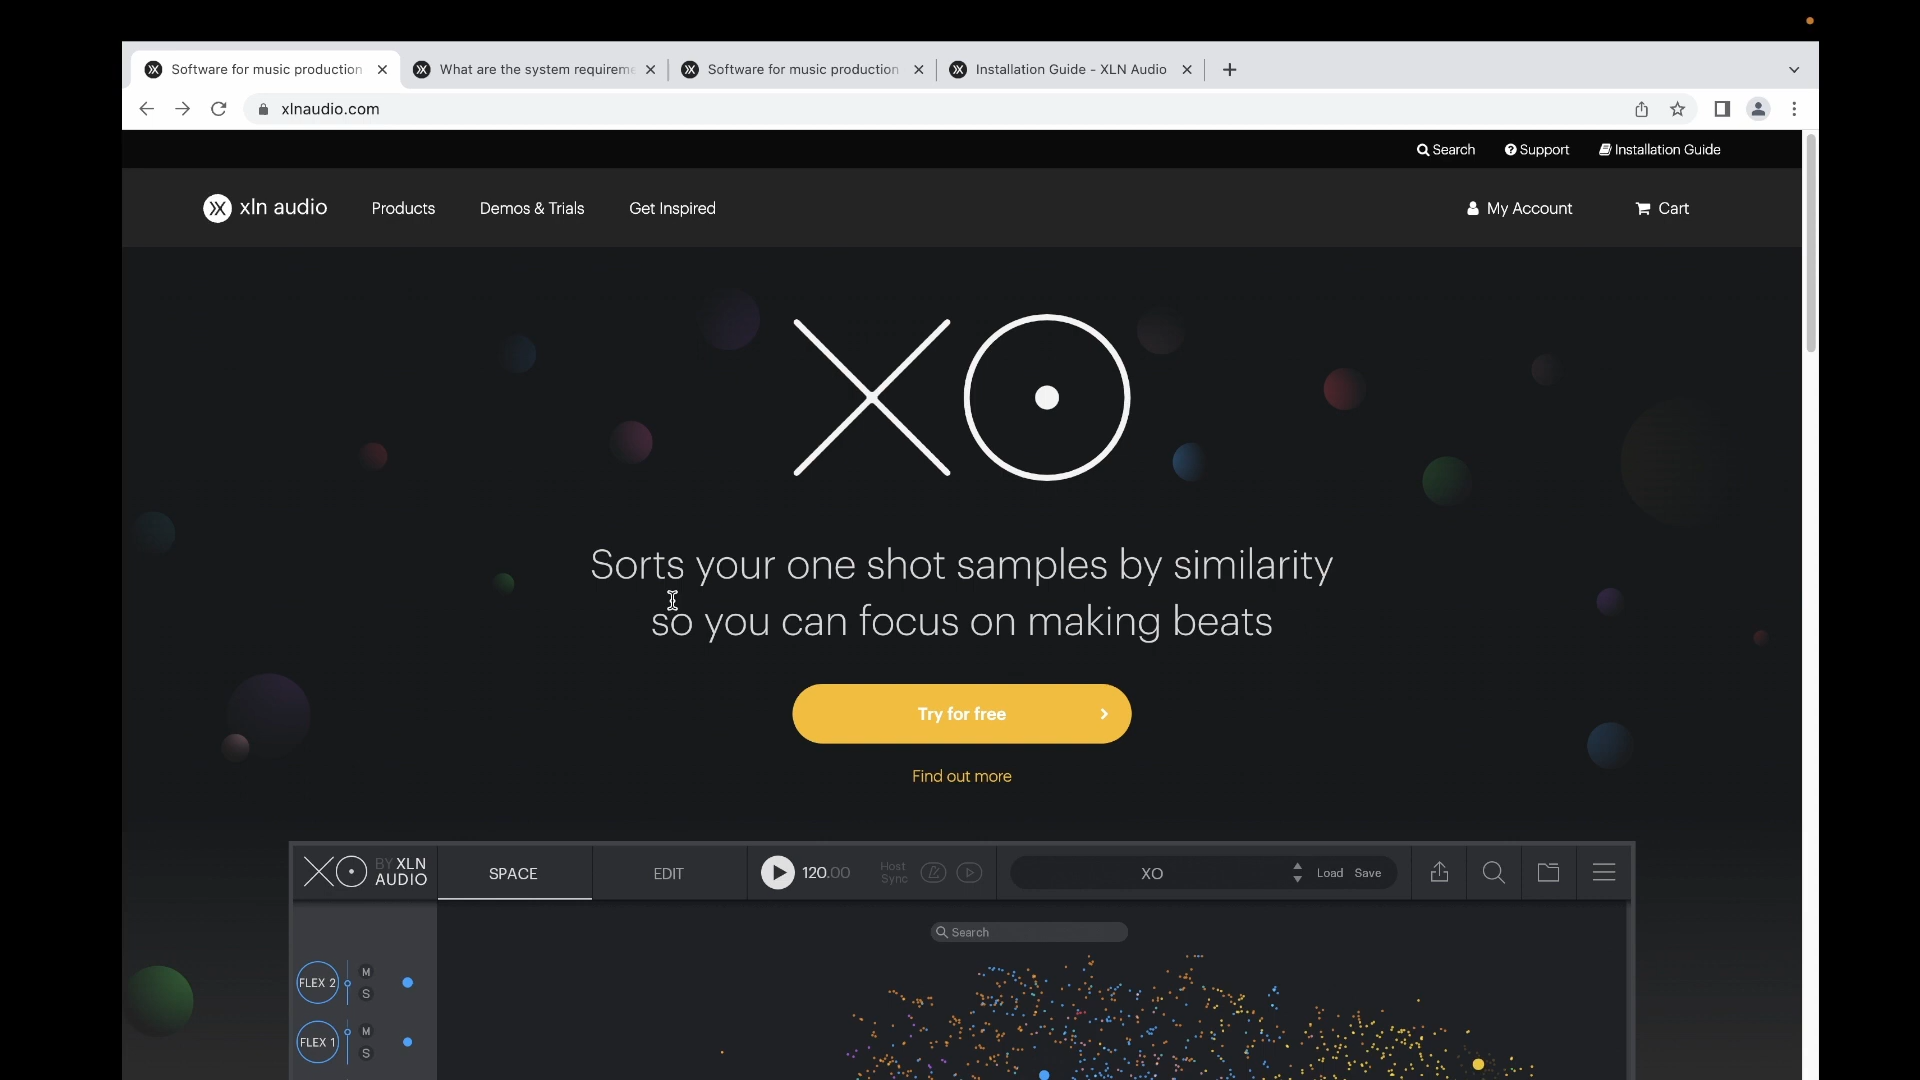 Software for music production
What are the system requireme
Software for music production
Installation Guide - XLN Audio
xlnaudio.com
Search
Support
Installation Guide
xln audio
Products
Demos & Trials
Get Inspired
My Account
Cart
XO
Sorts your one shot samples by similarity
so you can focus on making beats
Try for free
Find out more
XO BY XLN
AUDIO
SPACE
EDIT
120.00
Host
Sync
XO
Load
Save
Search
FLEX 2
M
S
FLEX 1
M
S